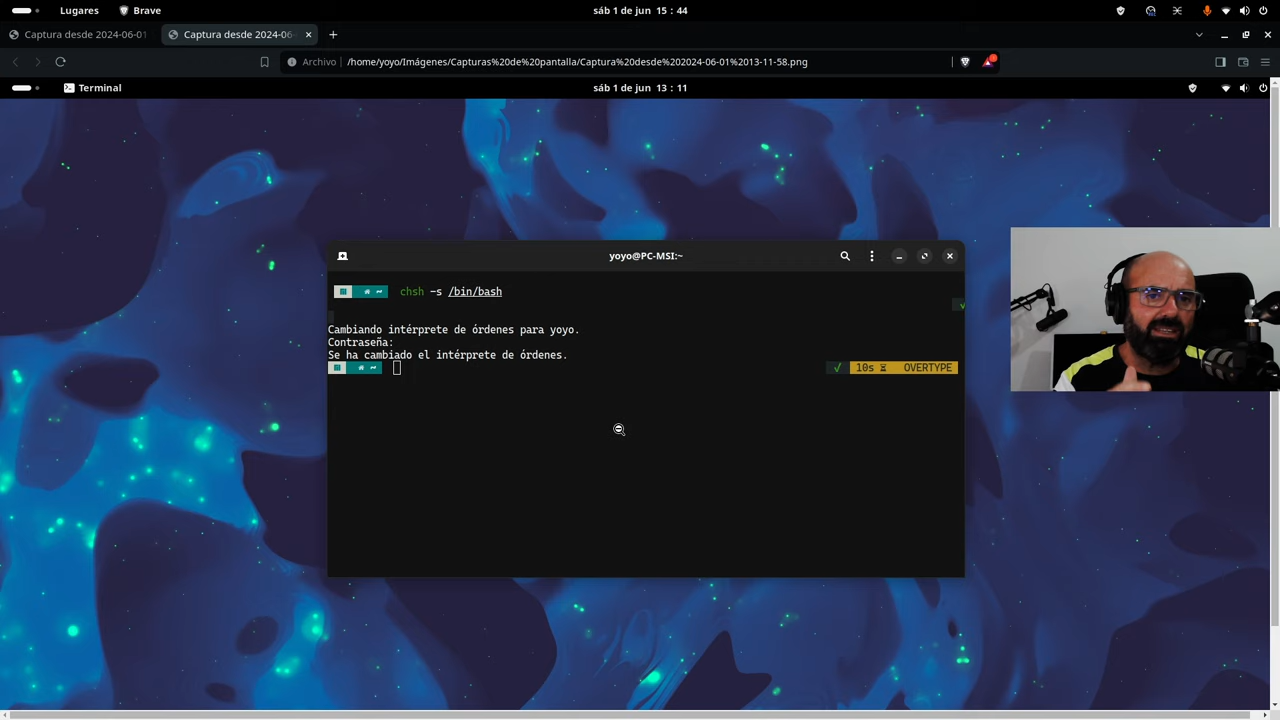 Lugares Brave sáb 1 de jun 15 : 44
Captura desde 2024-06-01 Captura desde 2024-06-
Archivo /home/yoyo/Imágenes/Capturas%20de%20pantalla/Captura%20desde%202024-06-01%2013-11-58.png
Terminal sáb 1 de jun 13 : 11
yoyo@PC-MSI:~
chsh -s /bin/bash
Cambiando intérprete de órdenes para yoyo.
Contraseña:
Se ha cambiado el intérprete de órdenes.
~ 10s OVERTYPE